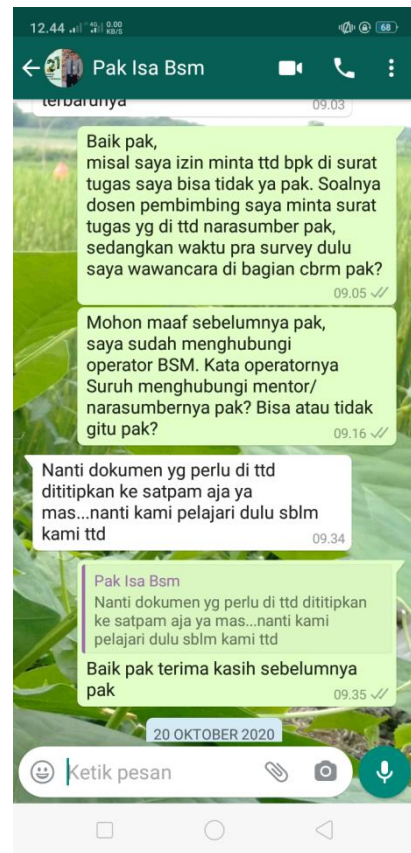 12.44
4G
0.00
KB/S
68
21
Pak Isa Bsm
terbarunya
09.03
Baik pak,
misal saya izin minta ttd bpk di surat
tugas saya bisa tidak ya pak. Soalnya
dosen pembimbing saya minta surat
tugas yg di ttd narasumber pak,
sedangkan waktu pra survey dulu
saya wawancara di bagian cbrm pak?
09.05
Mohon maaf sebelumnya pak,
saya sudah menghubungi
operator BSM. Kata operatornya
Suruh menghubungi mentor/
narasumbernya pak? Bisa atau tidak
gitu pak?
09.16
Nanti dokumen yg perlu di ttd
dititipkan ke satpam aja ya
mas...nanti kami pelajari dulu sblm
kami ttd
09.34
Pak Isa Bsm
Nanti dokumen yg perlu di ttd dititipkan
ke satpam aja ya mas...nanti kami
pelajari dulu sblm kami ttd
Baik pak terima kasih sebelumnya
pak
09.35
20 OKTOBER 2020
Ketik pesan